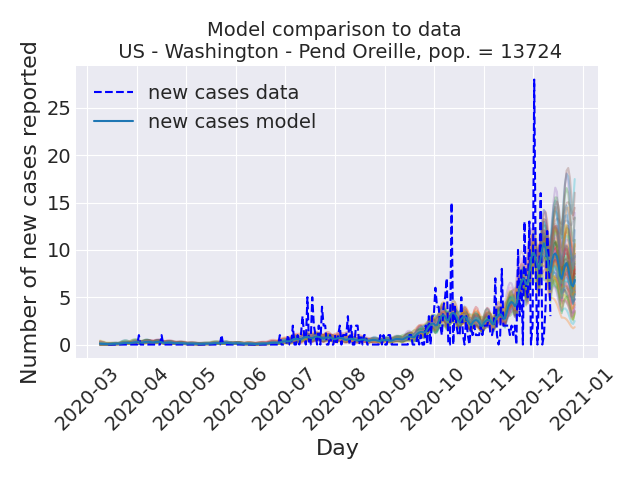 Model comparison to data
US - Washington - Pend Oreille, pop. = 13724
Number of new cases reported
25
20
15
10
5
0
new cases data
new cases model
2020-03
2020-04
2020-05
2020-06
2020-07
2020-08
2020-09
2020-10
2020-11
2020-12
2021-01
Day